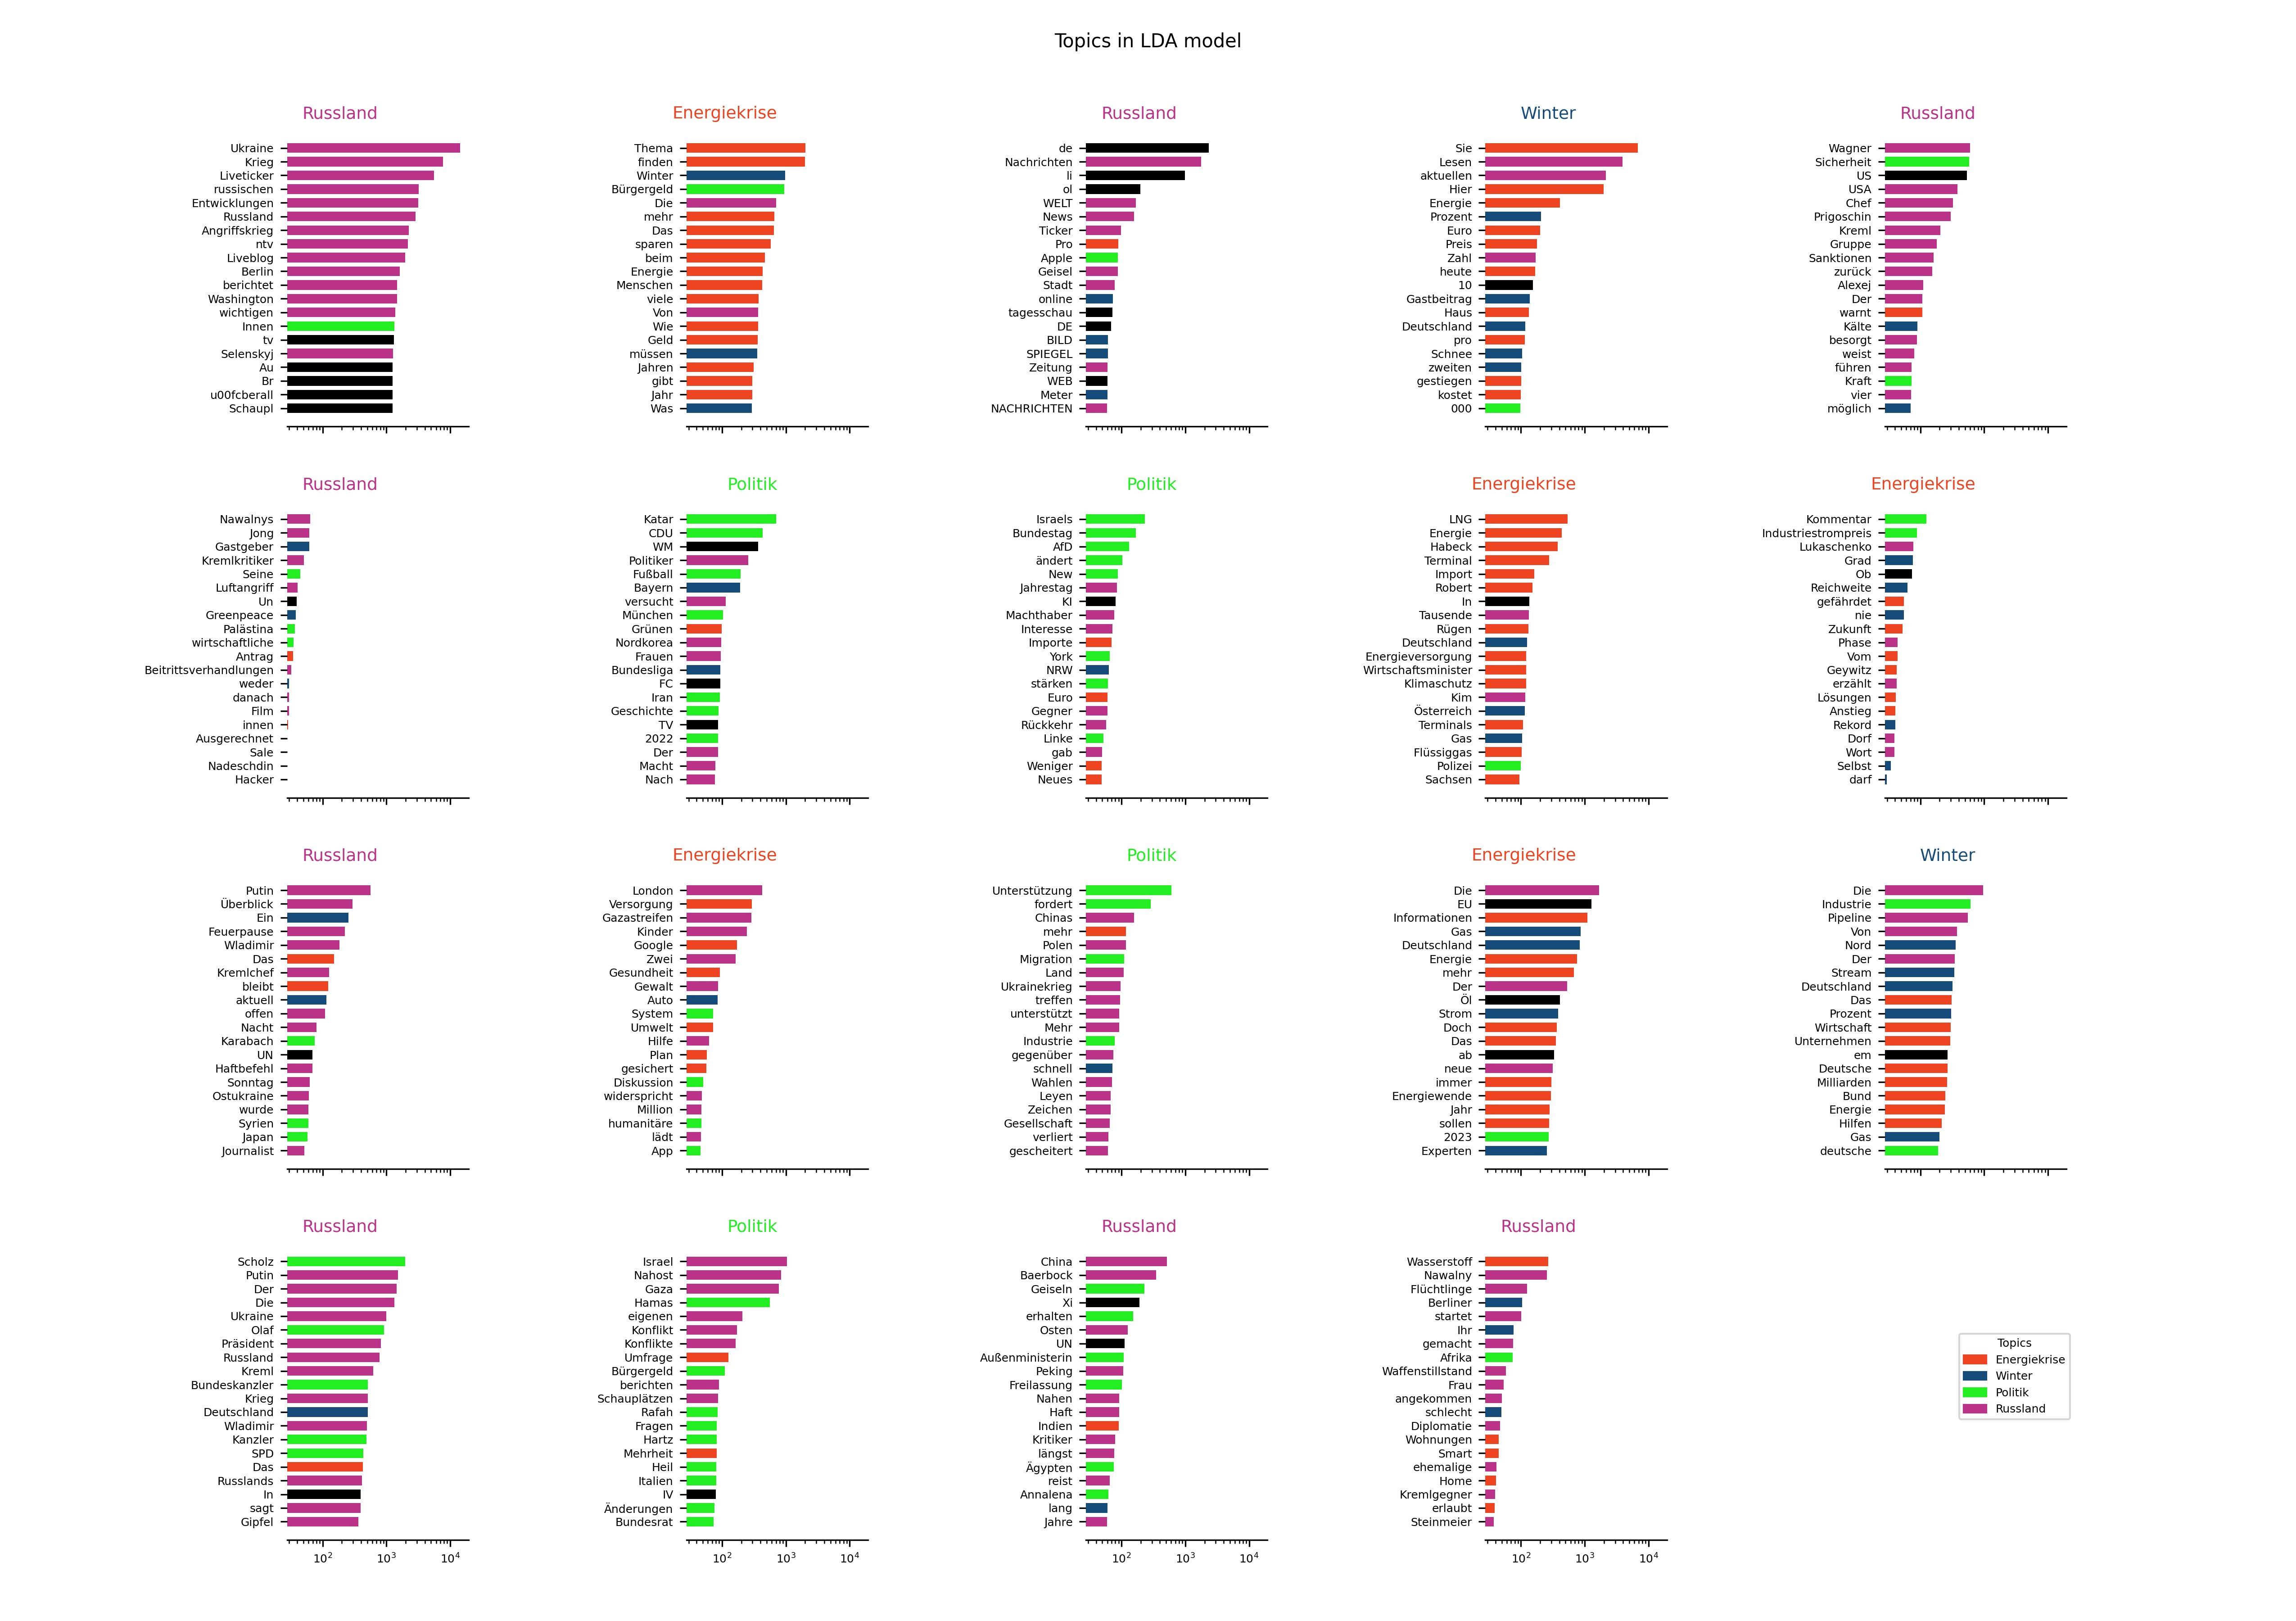 Topics in LDA model
Russland
Ukraine
Krieg
Liveticker
russischen
Entwicklungen
Russland
Angriffskrieg
ntv
Liveblog
Berlin
berichtet
Washington
wichtigen
Innen
tv
Selenskyj
Au
Br
u00fcberall
Schaupl
Energiekrise
Thema
finden
Winter
Bürgergeld
Die
mehr
Das
sparen
beim
Energie
Menschen
viele
Von
Wie
Geld
müssen
Jahren
gibt
Jahr
Was
Russland
de
Nachrichten
li
ol
WELT
News
Ticker
Pro
Apple
Geisel
Stadt
online
tagesschau
DE
BILD
SPIEGEL
Zeitung
WEB
Meter
NACHRICHTEN
Winter
Sie
Lesen
aktuellen
Hier
Energie
Prozent
Euro
Preis
Zahl
heute
10
Gastbeitrag
Haus
Deutschland
pro
Schnee
zweiten
gestiegen
kostet
000
Russland
Wagner
Sicherheit
US
USA
Chef
Prigoschin
Kreml
Gruppe
Sanktionen
zurück
Alexej
Der
warnt
Kälte
besorgt
weist
führen
Kraft
vier
möglich
Russland
Nawalnys
Jong
Gastgeber
Kremlkritiker
Seine
Luftangriff
Un
Greenpeace
Palästina
wirtschaftliche
Antrag
Beitrittsverhandlungen
weder
danach
Film
innen
Ausgerechnet
Sale
Nadeschdin
Hacker
Politik
Katar
CDU
WM
Politiker
Fußball
Bayern
versucht
München
Grünen
Nordkorea
Frauen
Bundesliga
FC
Iran
Geschichte
TV
2022
Der
Macht
Nach
Politik
Israels
Bundestag
AfD
ändert
New
Jahrestag
KI
Machthaber
Interesse
Importe
York
NRW
stärken
Euro
Gegner
Rückkehr
Linke
gab
Weniger
Neues
Energiekrise
LNG
Energie
Habeck
Terminal
Import
Robert
In
Tausende
Rügen
Deutschland
Energieversorgung
Wirtschaftsminister
Klimaschutz
Kim
Österreich
Terminals
Gas
Flüssiggas
Polizei
Sachsen
Energiekrise
Kommentar
Industriestrompreis
Lukaschenko
Grad
Ob
Reichweite
gefährdet
nie
Zukunft
Phase
Vom
Geywitz
erzählt
Lösungen
Anstieg
Rekord
Dorf
Wort
Selbst
darf
Russland
Putin
Überblick
Ein
Feuerpause
Wladimir
Das
Kremlchef
bleibt
aktuell
offen
Nacht
Karabach
UN
Haftbefehl
Sonntag
Ostukraine
wurde
Syrien
Japan
Journalist
Energiekrise
London
Versorgung
Gazastreifen
Kinder
Google
Zwei
Gesundheit
Gewalt
Auto
System
Umwelt
Hilfe
Plan
gesichert
Diskussion
widerspricht
Million
humanitäre
lädt
App
Politik
Unterstützung
fordert
Chinas
mehr
Polen
Migration
Land
Ukrainekrieg
treffen
unterstützt
Mehr
Industrie
gegenüber
schnell
Wahlen
Leyen
Zeichen
Gesellschaft
verliert
gescheitert
Energiekrise
Die
EU
Informationen
Gas
Deutschland
Energie
mehr
Der
Öl
Strom
Doch
Das
ab
neue
immer
Energiewende
Jahr
sollen
2023
Experten
Winter
Die
Industrie
Pipeline
Von
Nord
Der
Stream
Deutschland
Das
Prozent
Wirtschaft
Unternehmen
em
Deutsche
Milliarden
Bund
Energie
Hilfen
Gas
deutsche
Russland
Scholz
Putin
Der
Die
Ukraine
Olaf
Präsident
Russland
Kreml
Bundeskanzler
Krieg
Deutschland
Wladimir
Kanzler
SPD
Das
Russlands
In
sagt
Gipfel
10² 10³ 10⁴
Politik
Israel
Nahost
Gaza
Hamas
eigenen
Konflikt
Konflikte
Umfrage
Bürgergeld
berichten
Schauplätzen
Rafah
Fragen
Hartz
Mehrheit
Heil
Italien
IV
Änderungen
Bundesrat
10² 10³ 10⁴
Russland
China
Baerbock
Geiseln
Xi
erhalten
Osten
UN
Außenministerin
Peking
Freilassung
Nahen
Haft
Indien
Kritiker
längst
Ägypten
reist
Annalena
lang
Jahre
10² 10³ 10⁴
Russland
Wasserstoff
Nawalny
Flüchtlinge
Berliner
startet
Ihr
gemacht
Afrika
Waffenstillstand
Frau
angekommen
schlecht
Diplomatie
Wohnungen
Smart
ehemalige
Home
Kremlgegner
erlaubt
Steinmeier
10² 10³ 10⁴
Topics
Energiekrise
Winter
Politik
Russland